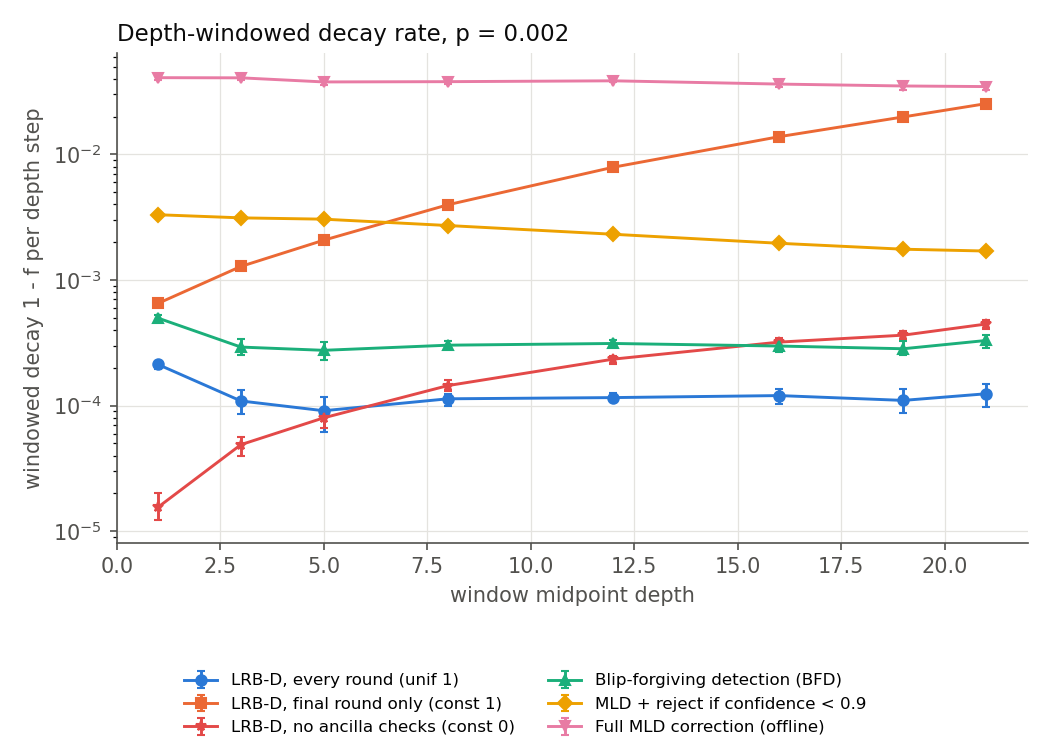 Depth-windowed decay rate, p = 0.002
windowed decay 1 - f per depth step
10⁻²
10⁻³
10⁻⁴
10⁻⁵
0.0 2.5 5.0 7.5 10.0 12.5 15.0 17.5 20.0
window midpoint depth
LRB-D, every round (unif 1)
LRB-D, final round only (const 1)
LRB-D, no ancilla checks (const 0)
Blip-forgiving detection (BFD)
MLD + reject if confidence < 0.9
Full MLD correction (offline)